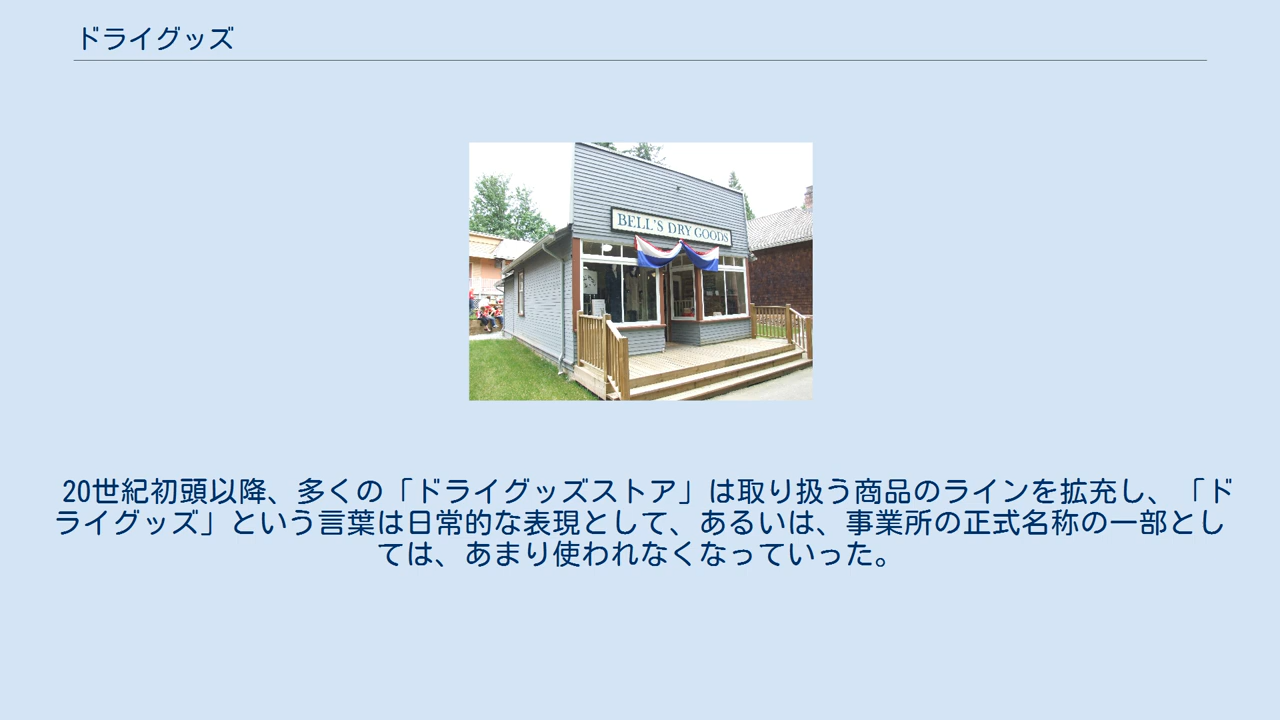 ドライグッズ
BELL'S DRY GOODS
20世紀初頭以降、多くの「ドライグッズストア」は取り扱う商品のラインを拡充し、「ド
ライグッズ」という言葉は日常的な表現として、あるいは、事業所の正式名称の一部とし
ては、あまり使われなくなっていった。